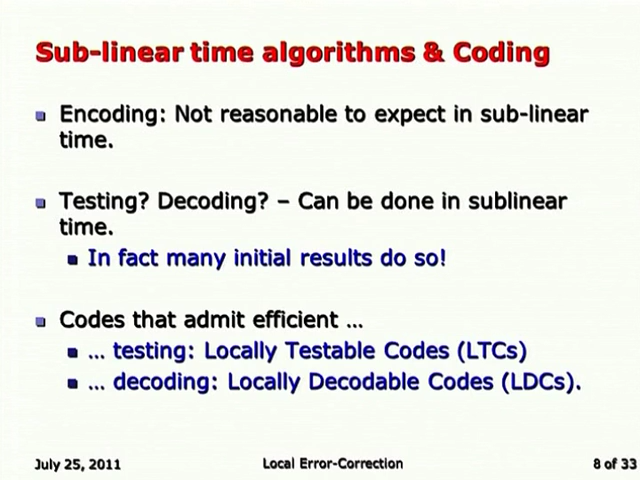 Sub-linear time algorithms & Coding
Encoding: Not reasonable to expect in sub-linear
time.
Testing? Decoding? – Can be done in sublinear
time.
In fact many initial results do so!
Codes that admit efficient …
… testing: Locally Testable Codes (LTCs)
… decoding: Locally Decodable Codes (LDCs).
July 25, 2011
Local Error-Correction
8 of 33